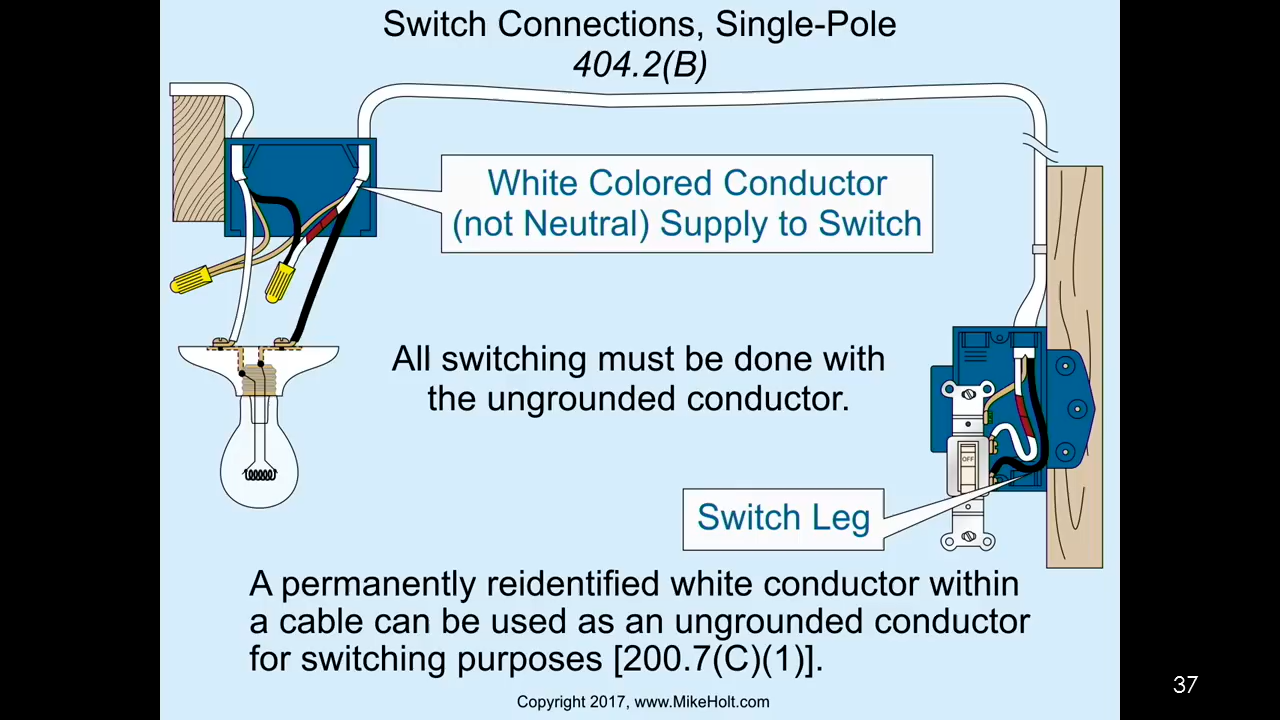 Switch Connections, Single-Pole
404.2(B)
White Colored Conductor
(not Neutral) Supply to Switch
All switching must be done with
the ungrounded conductor.
OFF
Switch Leg
A permanently reidentified white conductor within
a cable can be used as an ungrounded conductor
for switching purposes [200.7(C)(1)].
Copyright 2017, www.MikeHolt.com
37